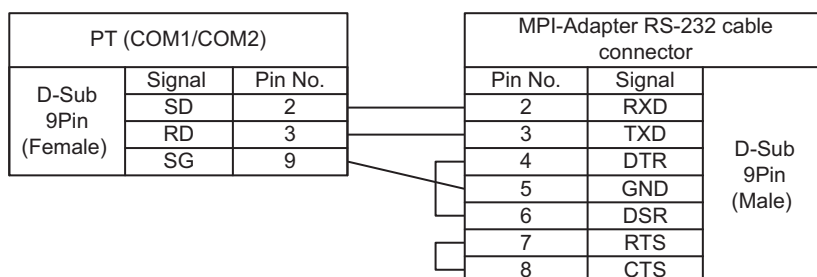 PT (COM1/COM2)
D-Sub
9Pin
(Female)
Signal Pin No.
SD 2
RD 3
SG 9
MPI-Adapter RS-232 cable
connector
Pin No. Signal
2 RXD
3 TXD
4 DTR
5 GND
6 DSR
7 RTS
8 CTS
D-Sub
9Pin
(Male)